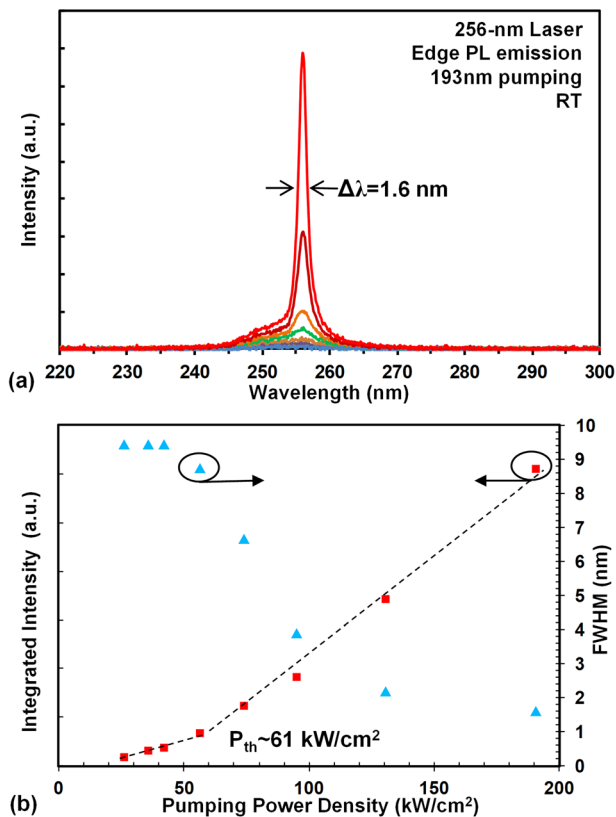 256-nm Laser
Edge PL emission
193nm pumping
RT
Intensity (a.u.)
Δλ=1.6 nm
220 230 240 250 260 270 280 290 300
(a)
Wavelength (nm)
10
9
8
7
6
5
4
3
2
1
0
Integrated Intensity (a.u.)
FWHM (nm)
Pth~61 kW/cm²
0 50 100 150 200
(b)
Pumping Power Density (kW/cm²)